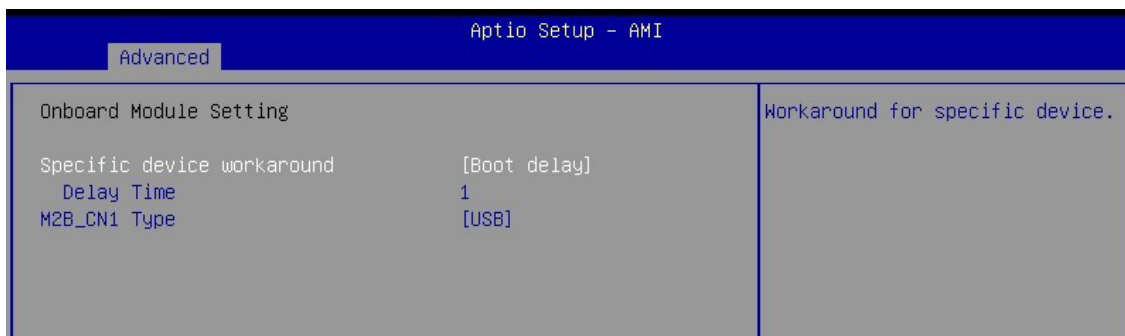 Aptio Setup – AMI
Advanced
Onboard Module Setting
Workaround for specific device.
Specific device workaround [Boot delay]
Delay Time 1
M2B_CN1 Type [USB]